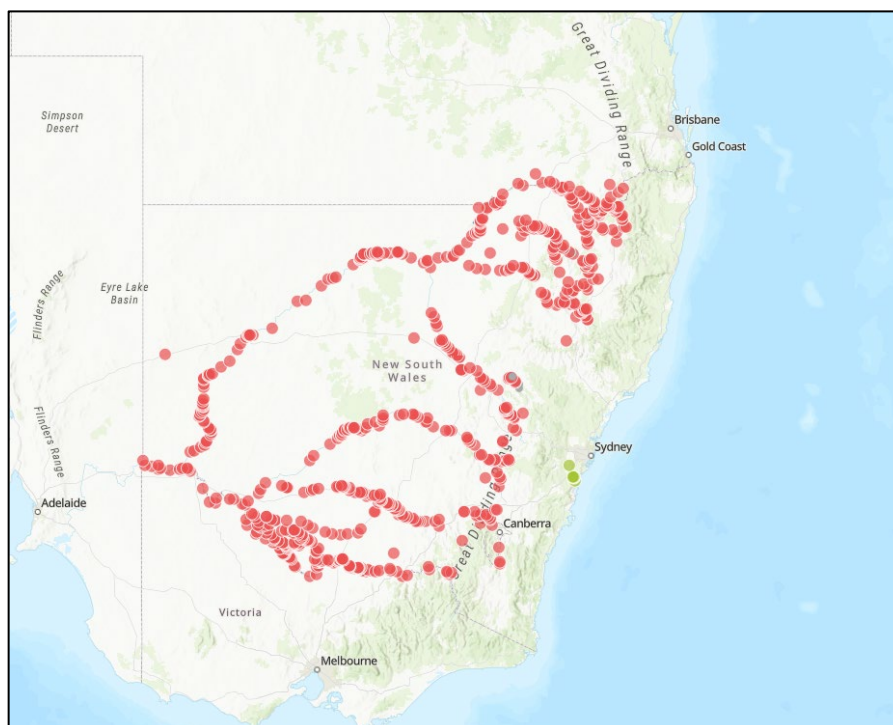 Great Dividing Range
Simpson
Desert
Brisbane
Gold Coast
Flinders Range
Eyre Lake
Basin
New South
Wales
Flinders Range
Sydney
Adelaide
Great Dividing Range
Canberra
Victoria
Melbourne